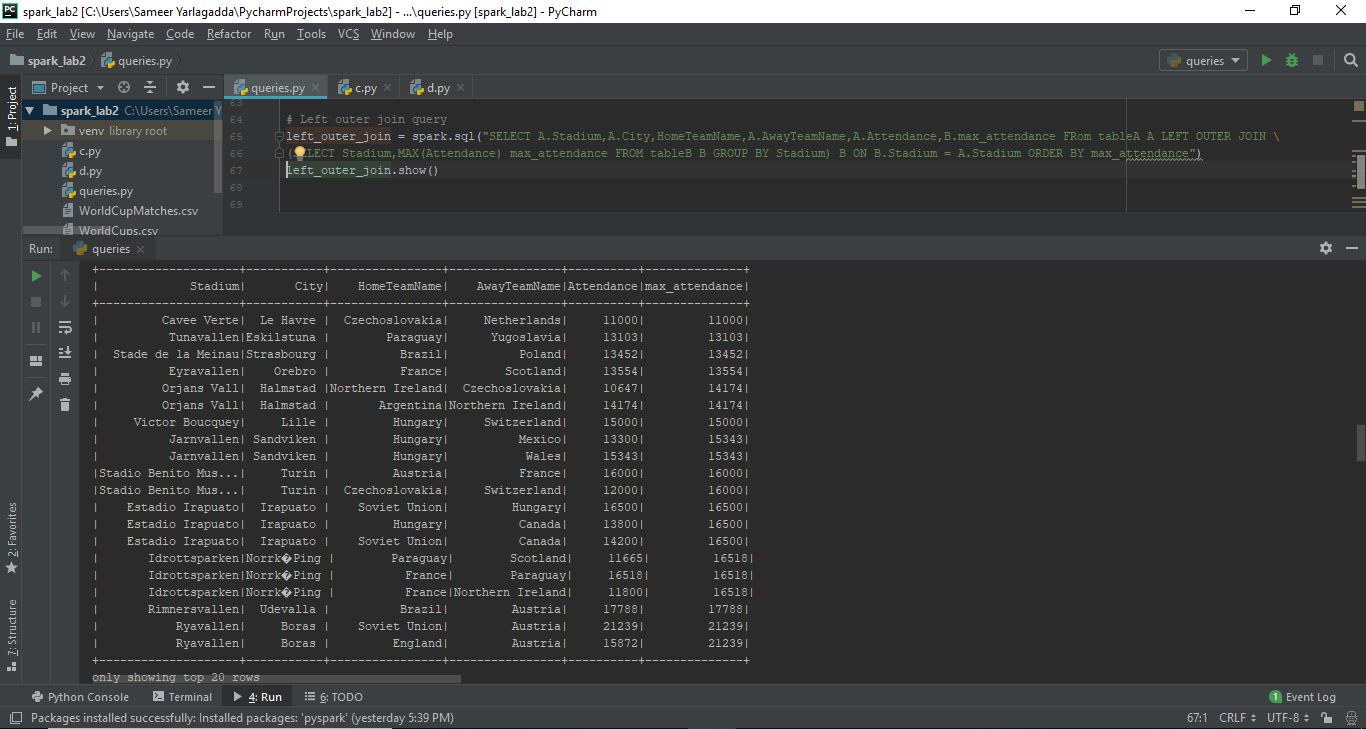 spark_lab2 [C:\Users\Sameer Yarlagadda\PycharmProjects\spark_lab2] - ...\queries.py [spark_lab2] - PyCharm
File Edit View Navigate Code Refactor Run Tools VCS Window Help
spark_lab2 queries.py queries
Project queries.py c.py d.py
1: Project
spark_lab2 C:\Users\Sameer Y
venv library root
c.py
d.py
queries.py
WorldCupMatches.csv
WorldCups.csv
63
64 # Left outer join query
65 left_outer_join = spark.sql("SELECT A.Stadium,A.City,HomeTeamName,A.AwayTeamName,A.Attendance,B.max_attendance FROm tableA A LEFT OUTER JOIN \
66 ( LECT Stadium,MAX(Attendance) max_attendance FROM tableB B GROUP BY Stadium) B ON B.Stadium = A.Stadium ORDER BY max_attendance")
67 left_outer_join.show()
68
69
Run: queries
+--------------------+-----------+----------------+----------------+----------+--------------+
| Stadium| City| HomeTeamName| AwayTeamName|Attendance|max_attendance|
+--------------------+-----------+----------------+----------------+----------+--------------+
| Cavee Verte| Le Havre | Czechoslovakia| Netherlands| 11000| 11000|
| Tunavallen|Eskilstuna | Paraguay| Yugoslavia| 13103| 13103|
| Stade de la Meinau|Strasbourg | Brazil| Poland| 13452| 13452|
| Eyravallen| Orebro | France| Scotland| 13554| 13554|
| Orjans Vall| Halmstad |Northern Ireland| Czechoslovakia| 10647| 14174|
| Orjans Vall| Halmstad | Argentina|Northern Ireland| 14174| 14174|
| Victor Boucquey| Lille | Hungary| Switzerland| 15000| 15000|
| Jarnvallen| Sandviken | Hungary| Mexico| 13300| 15343|
| Jarnvallen| Sandviken | Hungary| Wales| 15343| 15343|
|Stadio Benito Mus...| Turin | Austria| France| 16000| 16000|
|Stadio Benito Mus...| Turin | Czechoslovakia| Switzerland| 12000| 16000|
| Estadio Irapuato| Irapuato | Soviet Union| Hungary| 16500| 16500|
| Estadio Irapuato| Irapuato | Hungary| Canada| 13800| 16500|
| Estadio Irapuato| Irapuato | Soviet Union| Canada| 14200| 16500|
| Idrottsparken|Norrk�Ping | Paraguay| Scotland| 11665| 16518|
| Idrottsparken|Norrk�Ping | France| Paraguay| 16518| 16518|
| Idrottsparken|Norrk�Ping | France|Northern Ireland| 11800| 16518|
| Rimnersvallen| Udevalla | Brazil| Austria| 17788| 17788|
| Ryavallen| Boras | Soviet Union| Austria| 21239| 21239|
| Ryavallen| Boras | England| Austria| 15872| 21239|
+--------------------+-----------+----------------+----------------+----------+--------------+
only showing top 20 rows
2: Favorites
7: Structure
Python Console Terminal 4: Run 6: TODO 1 Event Log
Packages installed successfully: Installed packages: 'pyspark' (yesterday 5:39 PM) 67:1 CRLF UTF-8